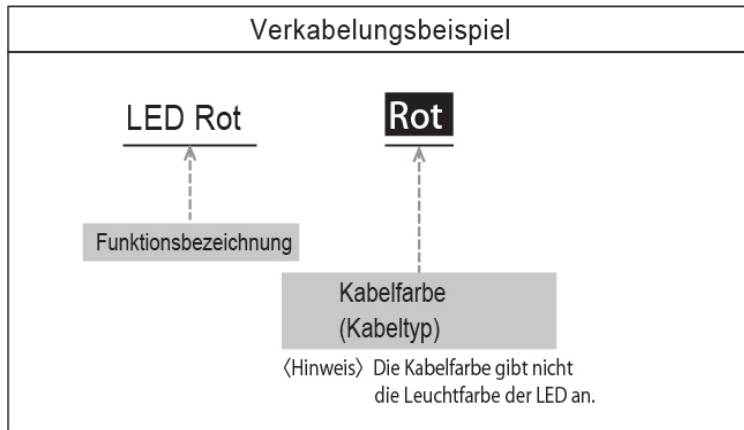 Verkabelungsbeispiel
LED Rot Rot
Funktionsbezeichnung
Kabelfarbe
(Kabeltyp)
〈Hinweis〉 Die Kabelfarbe gibt nicht
die Leuchtfarbe der LED an.